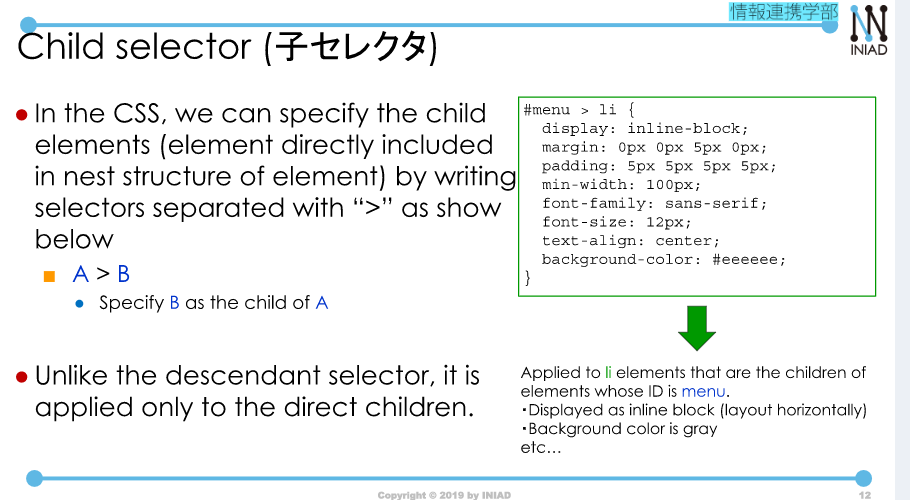 情報連携学部
INIAD
Child selector (子セレクタ)
● In the CSS, we can specify the child
elements (element directly included
in nest structure of element) by writing
selectors separated with “>” as show
below
■ A > B
● Specify B as the child of A
● Unlike the descendant selector, it is
applied only to the direct children.
#menu > li {
  display: inline-block;
  margin: 0px 0px 5px 0px;
  padding: 5px 5px 5px 5px;
  min-width: 100px;
  font-family: sans-serif;
  font-size: 12px;
  text-align: center;
  background-color: #eeeeee;
}
Applied to li elements that are the children of
elements whose ID is menu.
・Displayed as inline block (layout horizontally)
・Background color is gray
etc…
Copyright © 2019 by INIAD
12